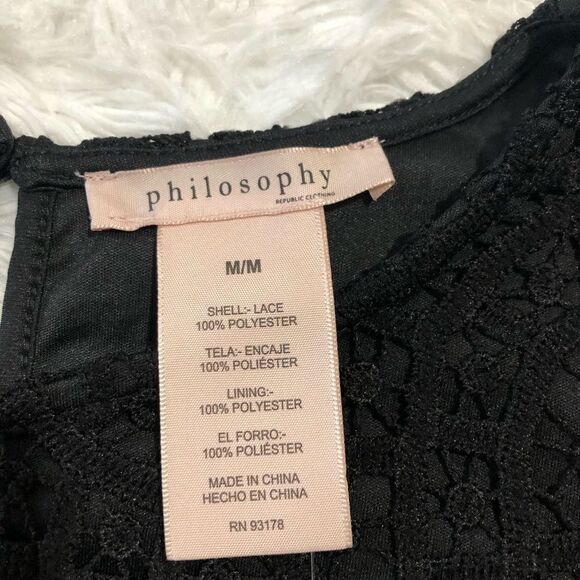 philosophy
REPUBLIC CLOTHING
M/M
SHELL:- LACE
100% POLYESTER
TELA:- ENCAJE
100% POLIÉSTER
LINING:-
100% POLYESTER
EL FORRO:-
100% POLIÉSTER
MADE IN CHINA
HECHO EN CHINA
RN 93178